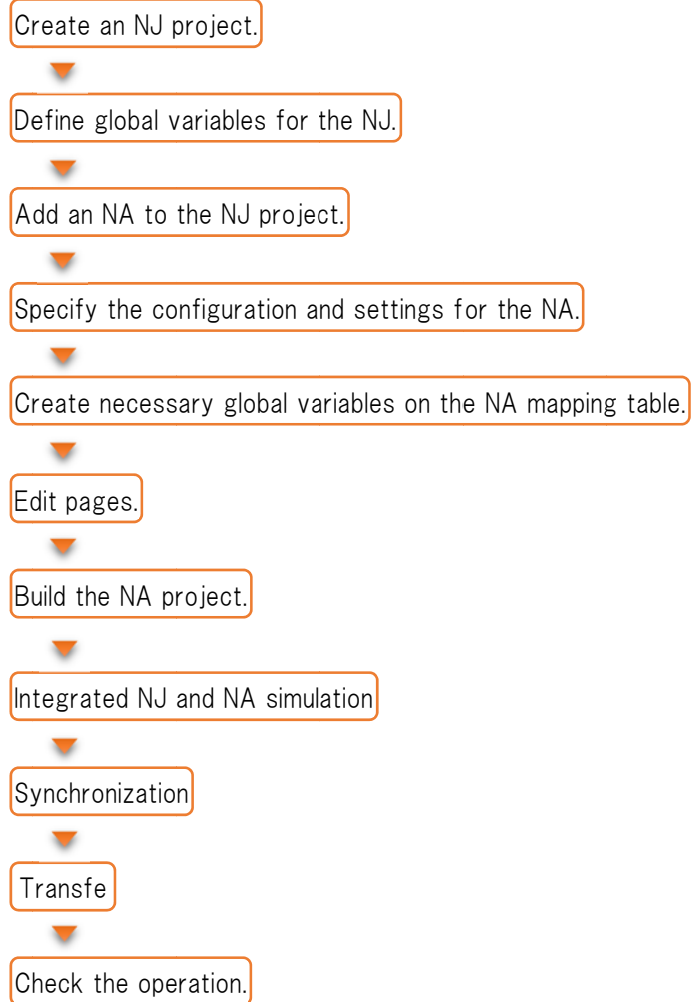 Create an NJ project.
Define global variables for the NJ.
Add an NA to the NJ project.
Specify the configuration and settings for the NA.
Create necessary global variables on the NA mapping table.
Edit pages.
Build the NA project.
Integrated NJ and NA simulation
Synchronization
Transfe
Check the operation.